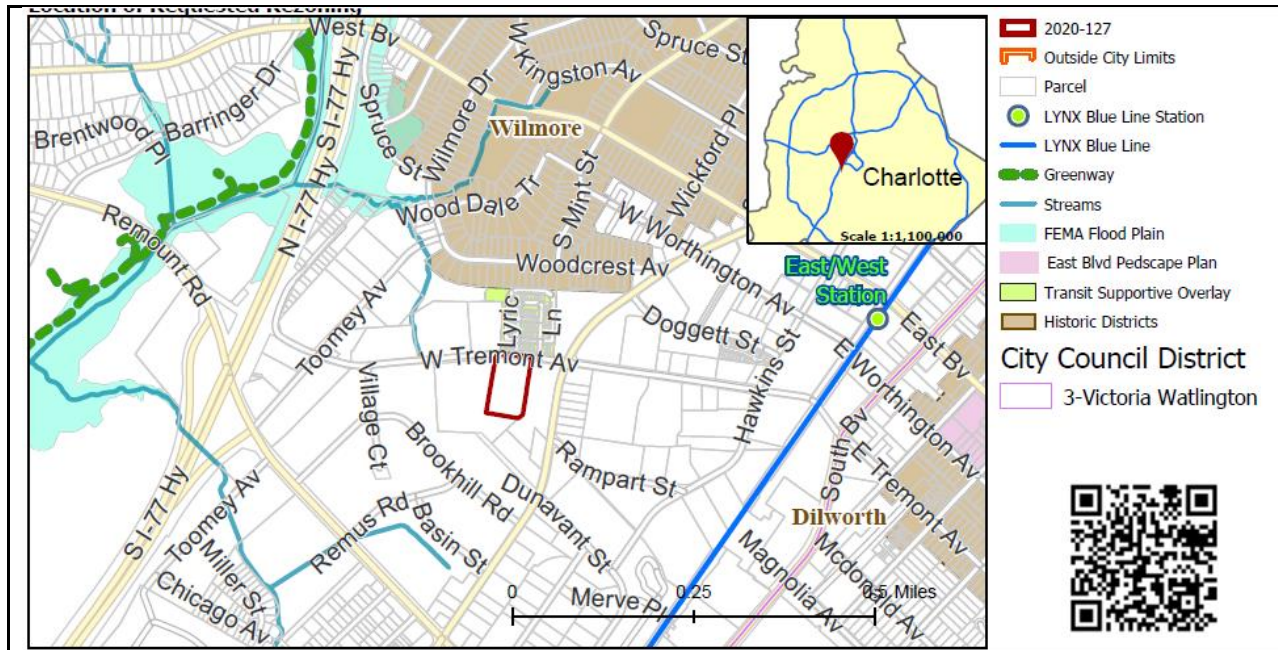 Location of Requested Rezoning
West Bv
Barringer Dr
Brentwood Pl
Remount Rd
S I-77 Hy
N I-77 Hy
Spruce St
Wilmore Dr
W
Kingston Av
Spruce St
Wilmore
Wickford Pl
S Mint St
Wood Dale Tr
W Worthington Av
Woodcrest Av
Toomey Av
Lyric
Ln
W Tremont Av
Doggett St
Hawkins St
Village Ct
Brookhill Rd
Dunavant St
Rampart St
Remus Rd
Basin St
S I-77 Hy
Toomey Av
Miller St
Chicago Av
Merve Pl
East/West
Station
East Bv
E Worthington Av
South Bv
E Tremont Av
Dilworth
Mcdonald Av
Magnolia Av
0
0.25
0.5 Miles
Charlotte
Scale 1:1,100,000
2020-127
Outside City Limits
Parcel
LYNX Blue Line Station
LYNX Blue Line
Greenway
Streams
FEMA Flood Plain
East Blvd Pedscape Plan
Transit Supportive Overlay
Historic Districts
City Council District
3-Victoria Watlington